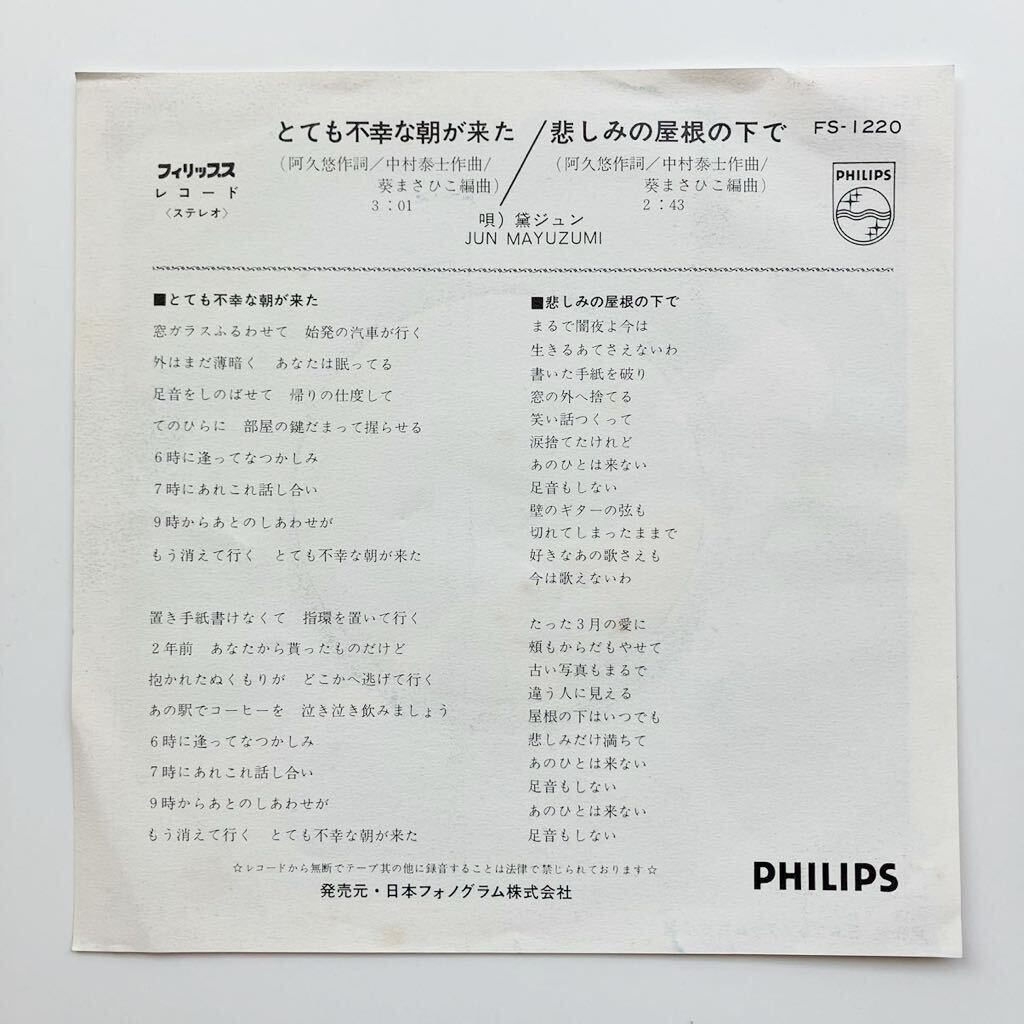 とても不幸な朝が来た/悲しみの屋根の下で FS-1220
(阿久悠作詞/中村泰士作曲/
葵まさひこ編曲)
3:01
(阿久悠作詞/中村泰士作曲/
葵まさひこ編曲)
2:43
唄) 黛ジュン
JUN MAYUZUMI
フィリップス
レコード
〈ステレオ〉
PHILIPS
■とても不幸な朝が来た
窓ガラスふるわせて 始発の汽車が行く
外はまだ薄暗く あなたは眠ってる
足音をしのばせて 帰りの仕度して
てのひらに 部屋の鍵だまって握らせる
6時に逢ってなつかしみ
7時にあれこれ話し合い
9時からあとのしあわせが
もう消えて行く とても不幸な朝が来た
置き手紙書けなくて 指環を置いて行く
2年前 あなたから貰ったものだけど
抱かれたぬくもりが どこかへ逃げて行く
あの駅でコーヒーを 泣き泣き飲みましょう
6時に逢ってなつかしみ
7時にあれこれ話し合い
9時からあとのしあわせが
もう消えて行く とても不幸な朝が来た
■悲しみの屋根の下で
まるで闇夜よ今は
生きるあてさえないわ
書いた手紙を破り
窓の外へ捨てる
笑い話つくって
涙捨てたけれど
あのひとは来ない
足音もしない
壁のギターの弦も
切れてしまったままで
好きなあの歌さえも
今は歌えないわ
たった3月の愛に
頬もからだもやせて
古い写真もまるで
違う人に見える
屋根の下はいつでも
悲しみだけ満ちて
あのひとは来ない
足音もしない
あのひとは来ない
足音もしない
☆レコードから無断でテープ其の他に録音することは法律で禁じられております☆
発売元・日本フォノグラム株式会社
PHILIPS